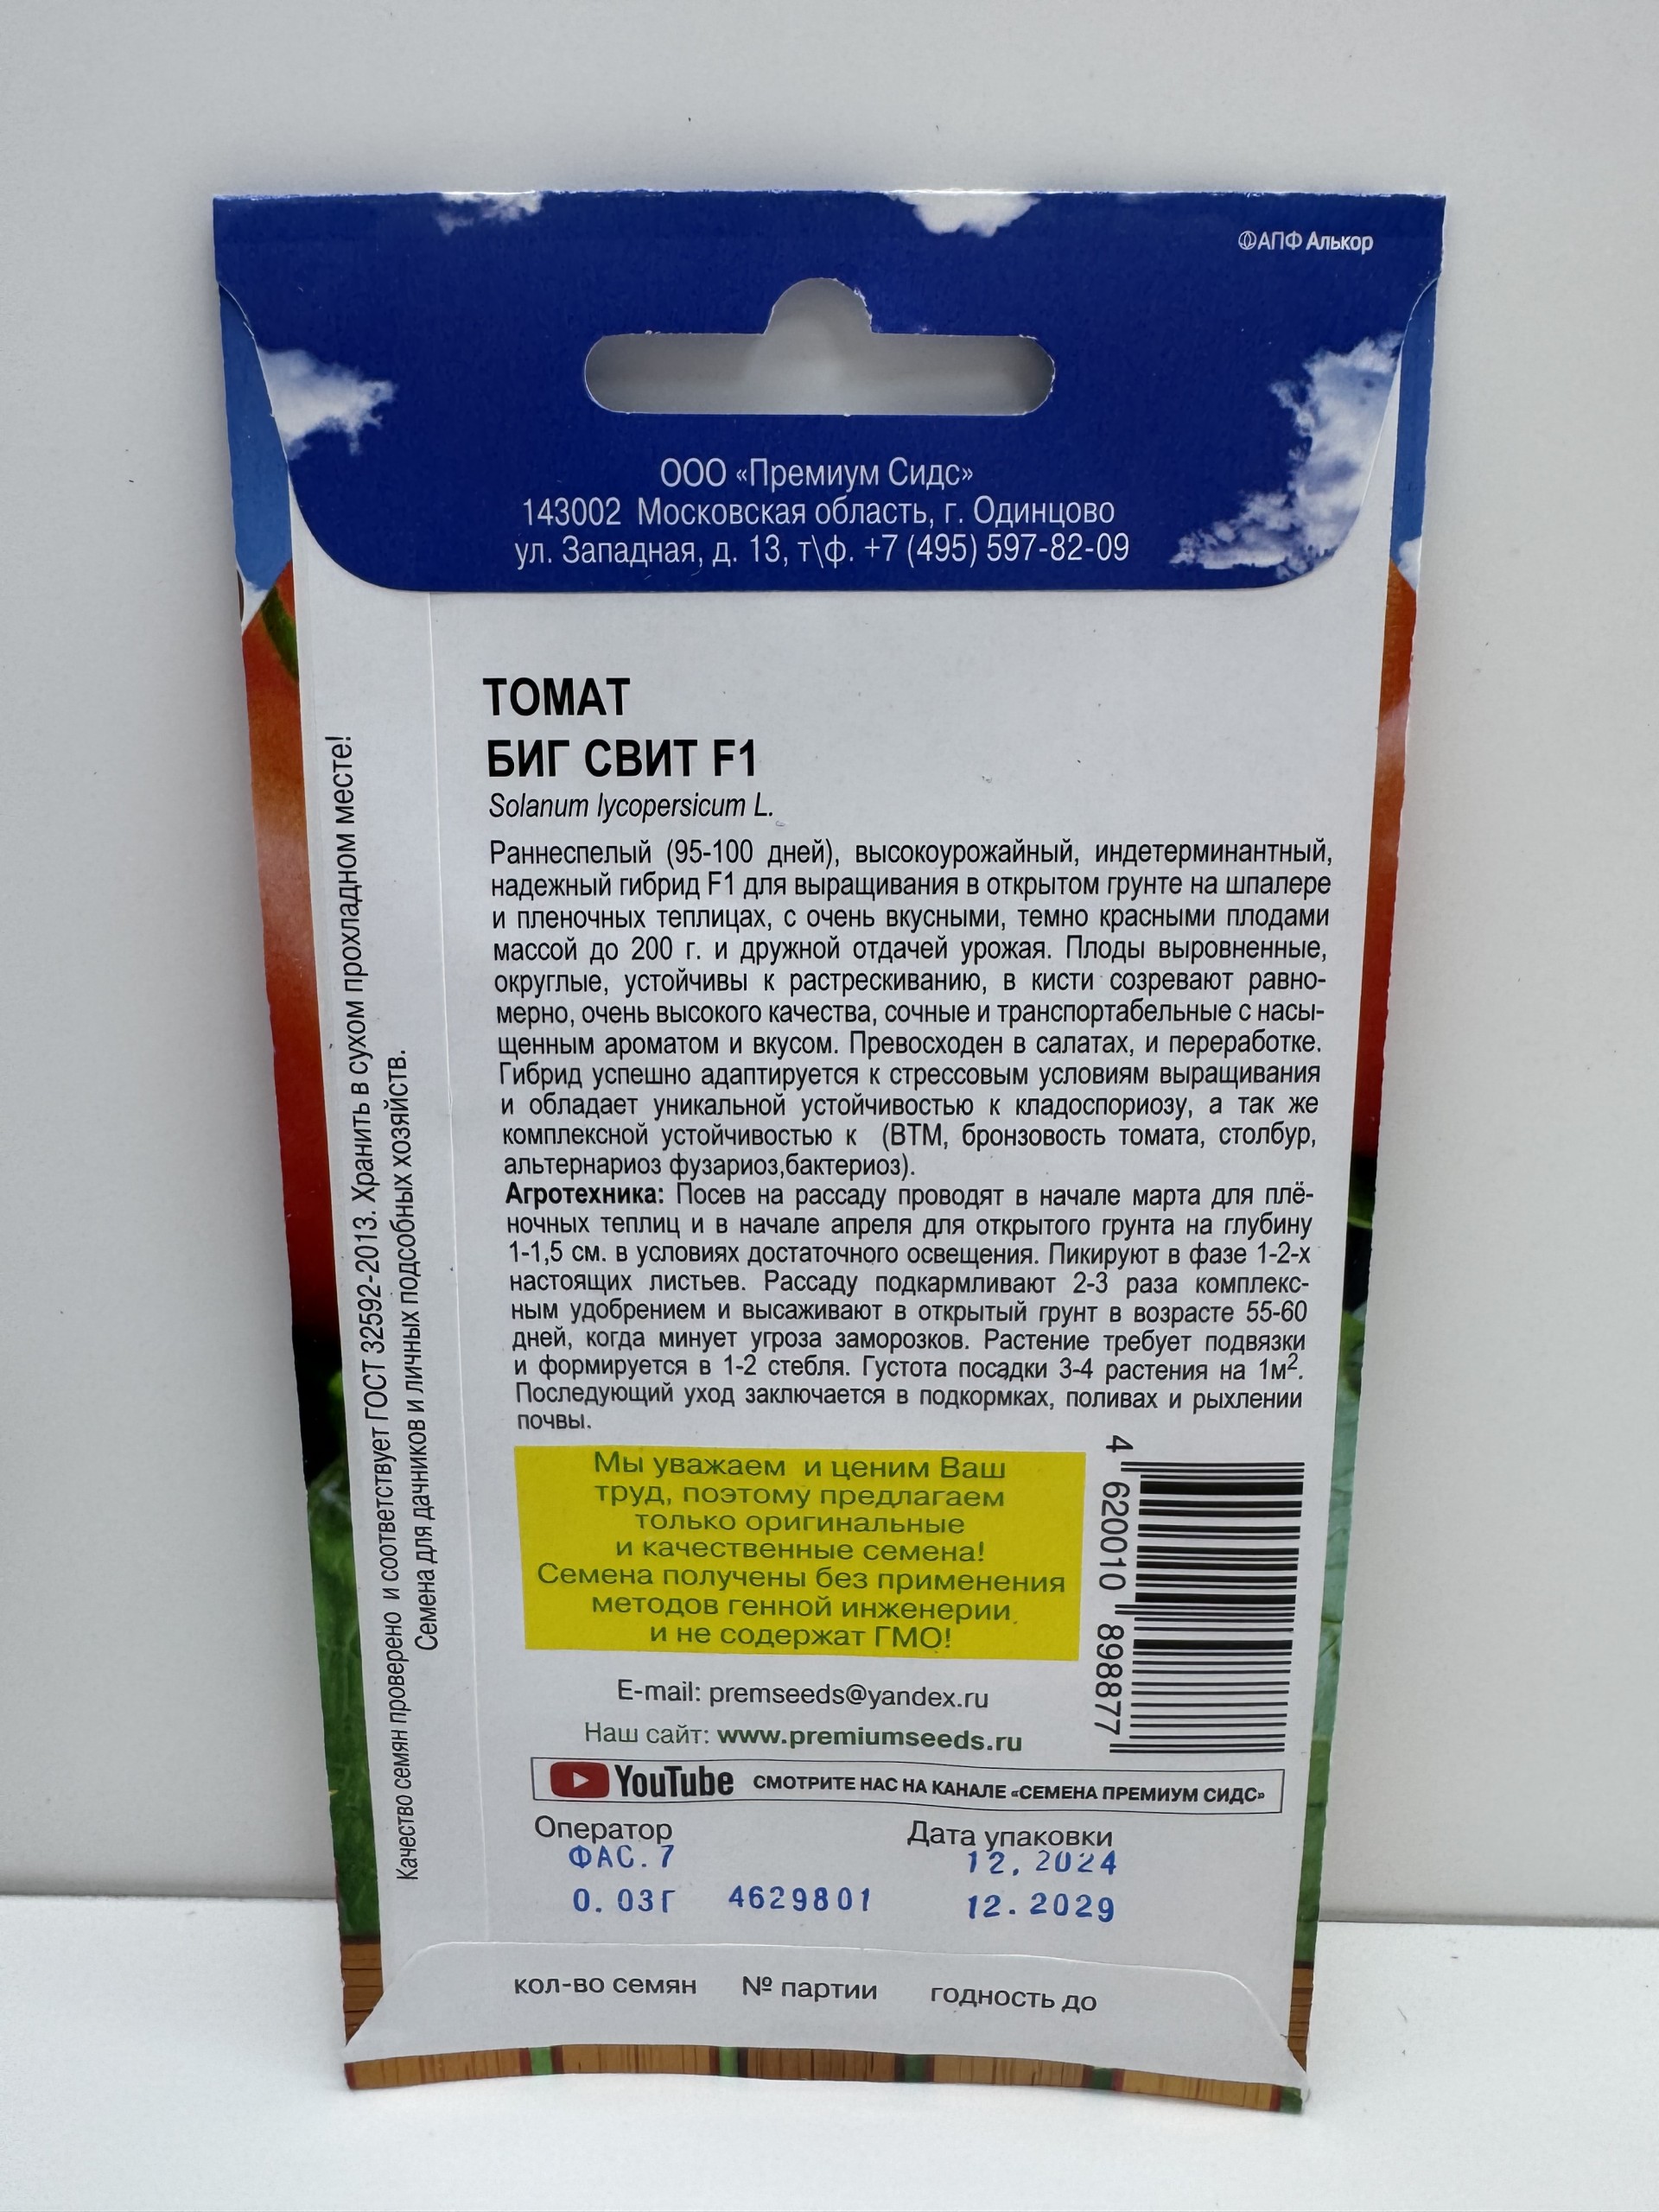 АПФ Алькор
ООО «Премиум Сидс»
143002 Московская область, г. Одинцово
ул. Западная, д. 13, т\ф. +7 (495) 597-82-09
ТОМАТ
БИГ СВИТ F1
Solanum lycopersicum L.
Раннеспелый (95-100 дней), высокоурожайный, индетерминантный,
надежный гибрид F1 для выращивания в открытом грунте на шпалере
и пленочных теплицах, с очень вкусными, темно красными плодами
массой до 200 г. и дружной отдачей урожая. Плоды выровненные,
округлые, устойчивы к растрескиванию, в кисти созревают равно-
мерно, очень высокого качества, сочные и транспортабельные с насы-
щенным ароматом и вкусом. Превосходен в салатах, и переработке.
Гибрид успешно адаптируется к стрессовым условиям выращивания
и обладает уникальной устойчивостью к кладоспориозу, а так же
комплексной устойчивостью к (ВТМ, бронзовость томата, столбур,
альтернариоз фузариоз,бактериоз).
Агротехника: Посев на рассаду проводят в начале марта для плё-
ночных теплиц и в начале апреля для открытого грунта на глубину
1-1,5 см. в условиях достаточного освещения. Пикируют в фазе 1-2-х
настоящих листьев. Рассаду подкармливают 2-3 раза комплекс-
ным удобрением и высаживают в открытый грунт в возрасте 55-60
дней, когда минует угроза заморозков. Растение требует подвязки
и формируется в 1-2 стебля. Густота посадки 3-4 растения на 1м².
Последующий уход заключается в подкормках, поливах и рыхлении
почвы.
Мы уважаем и ценим Ваш
труд, поэтому предлагаем
только оригинальные
и качественные семена!
Семена получены без применения
методов генной инженерии
и не содержат ГМО!
4 620010 898877
E-mail: premseeds@yandex.ru
Наш сайт: www.premiumseeds.ru
YouTube СМОТРИТЕ НАС НА КАНАЛЕ «СЕМЕНА ПРЕМИУМ СИДС»
Оператор Дата упаковки
ФАС. 7 12. 2024
0. 03Г 4629801 12. 2029
кол-во семян № партии годность до
Качество семян проверено и соответствует ГОСТ 32592-2013. Хранить в сухом прохладном месте!
Семена для дачников и личных подсобных хозяйств.